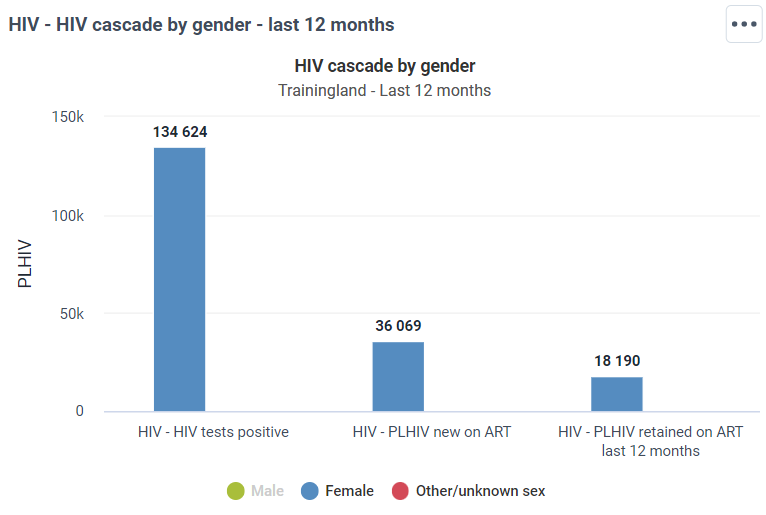 HIV - HIV cascade by gender - last 12 months
HIV cascade by gender
Trainingland - Last 12 months
150k
134 624
100k
PLHIV
50k
36 069
18 190
0
HIV - HIV tests positive
HIV - PLHIV new on ART
HIV - PLHIV retained on ART
last 12 months
Male
Female
Other/unknown sex